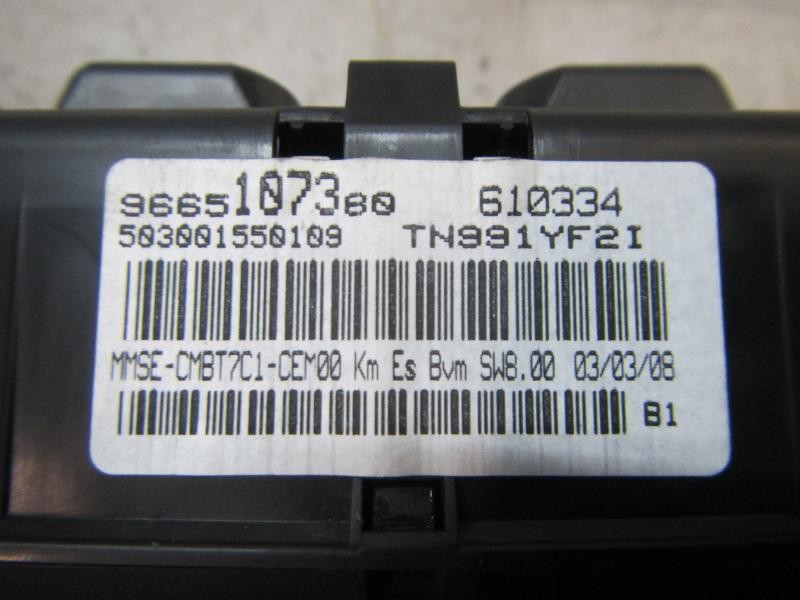 9665107380 610334
503001550109 TN991YF2I
MMSE-CMBT7C1-CEM00 Km Es Bvm SW8.00 03/03/08
B1